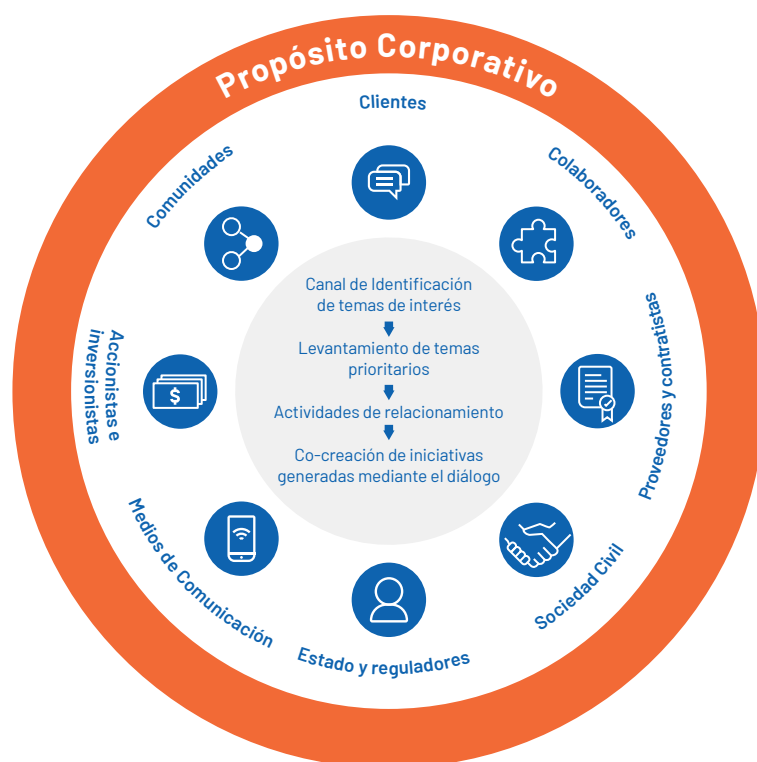 Propósito Corporativo
Clientes
Colaboradores
Proveedores y contratistas
Sociedad Civil
Estado y reguladores
Medios de Comunicación
Accionistas e
inversionistas
Comunidades
Canal de Identificación
de temas de interés
Levantamiento de temas
prioritarios
Actividades de relacionamiento
Co-creación de iniciativas
generadas mediante el diálogo
$